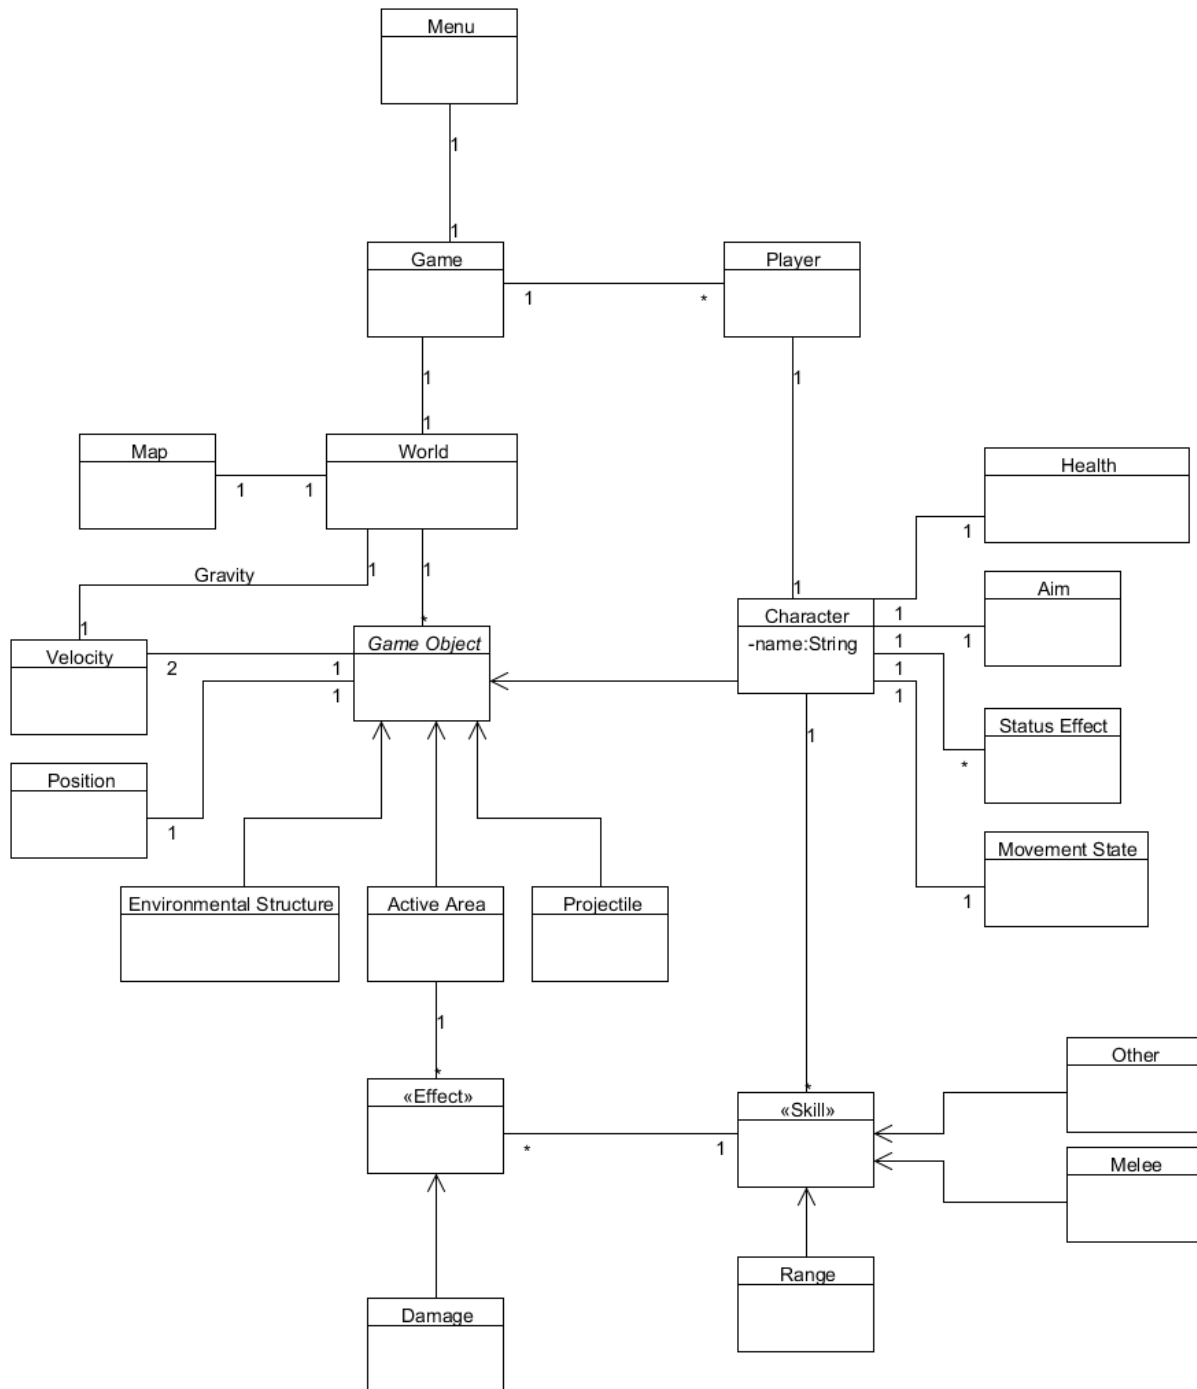 Menu
1
1
Game
1
*
Player
1
1
1
Map
1
1
World
Health
1
Gravity
1
1
1
*
1
Velocity
2
1
Game Object
1
Character
-name:String
1
1
1
1
1
Aim
Status Effect
*
Position
1
1
Movement State
1
Environmental Structure
Active Area
Projectile
1
*
«Effect»
*
1
*
«Skill»
Other
Melee
Range
Damage